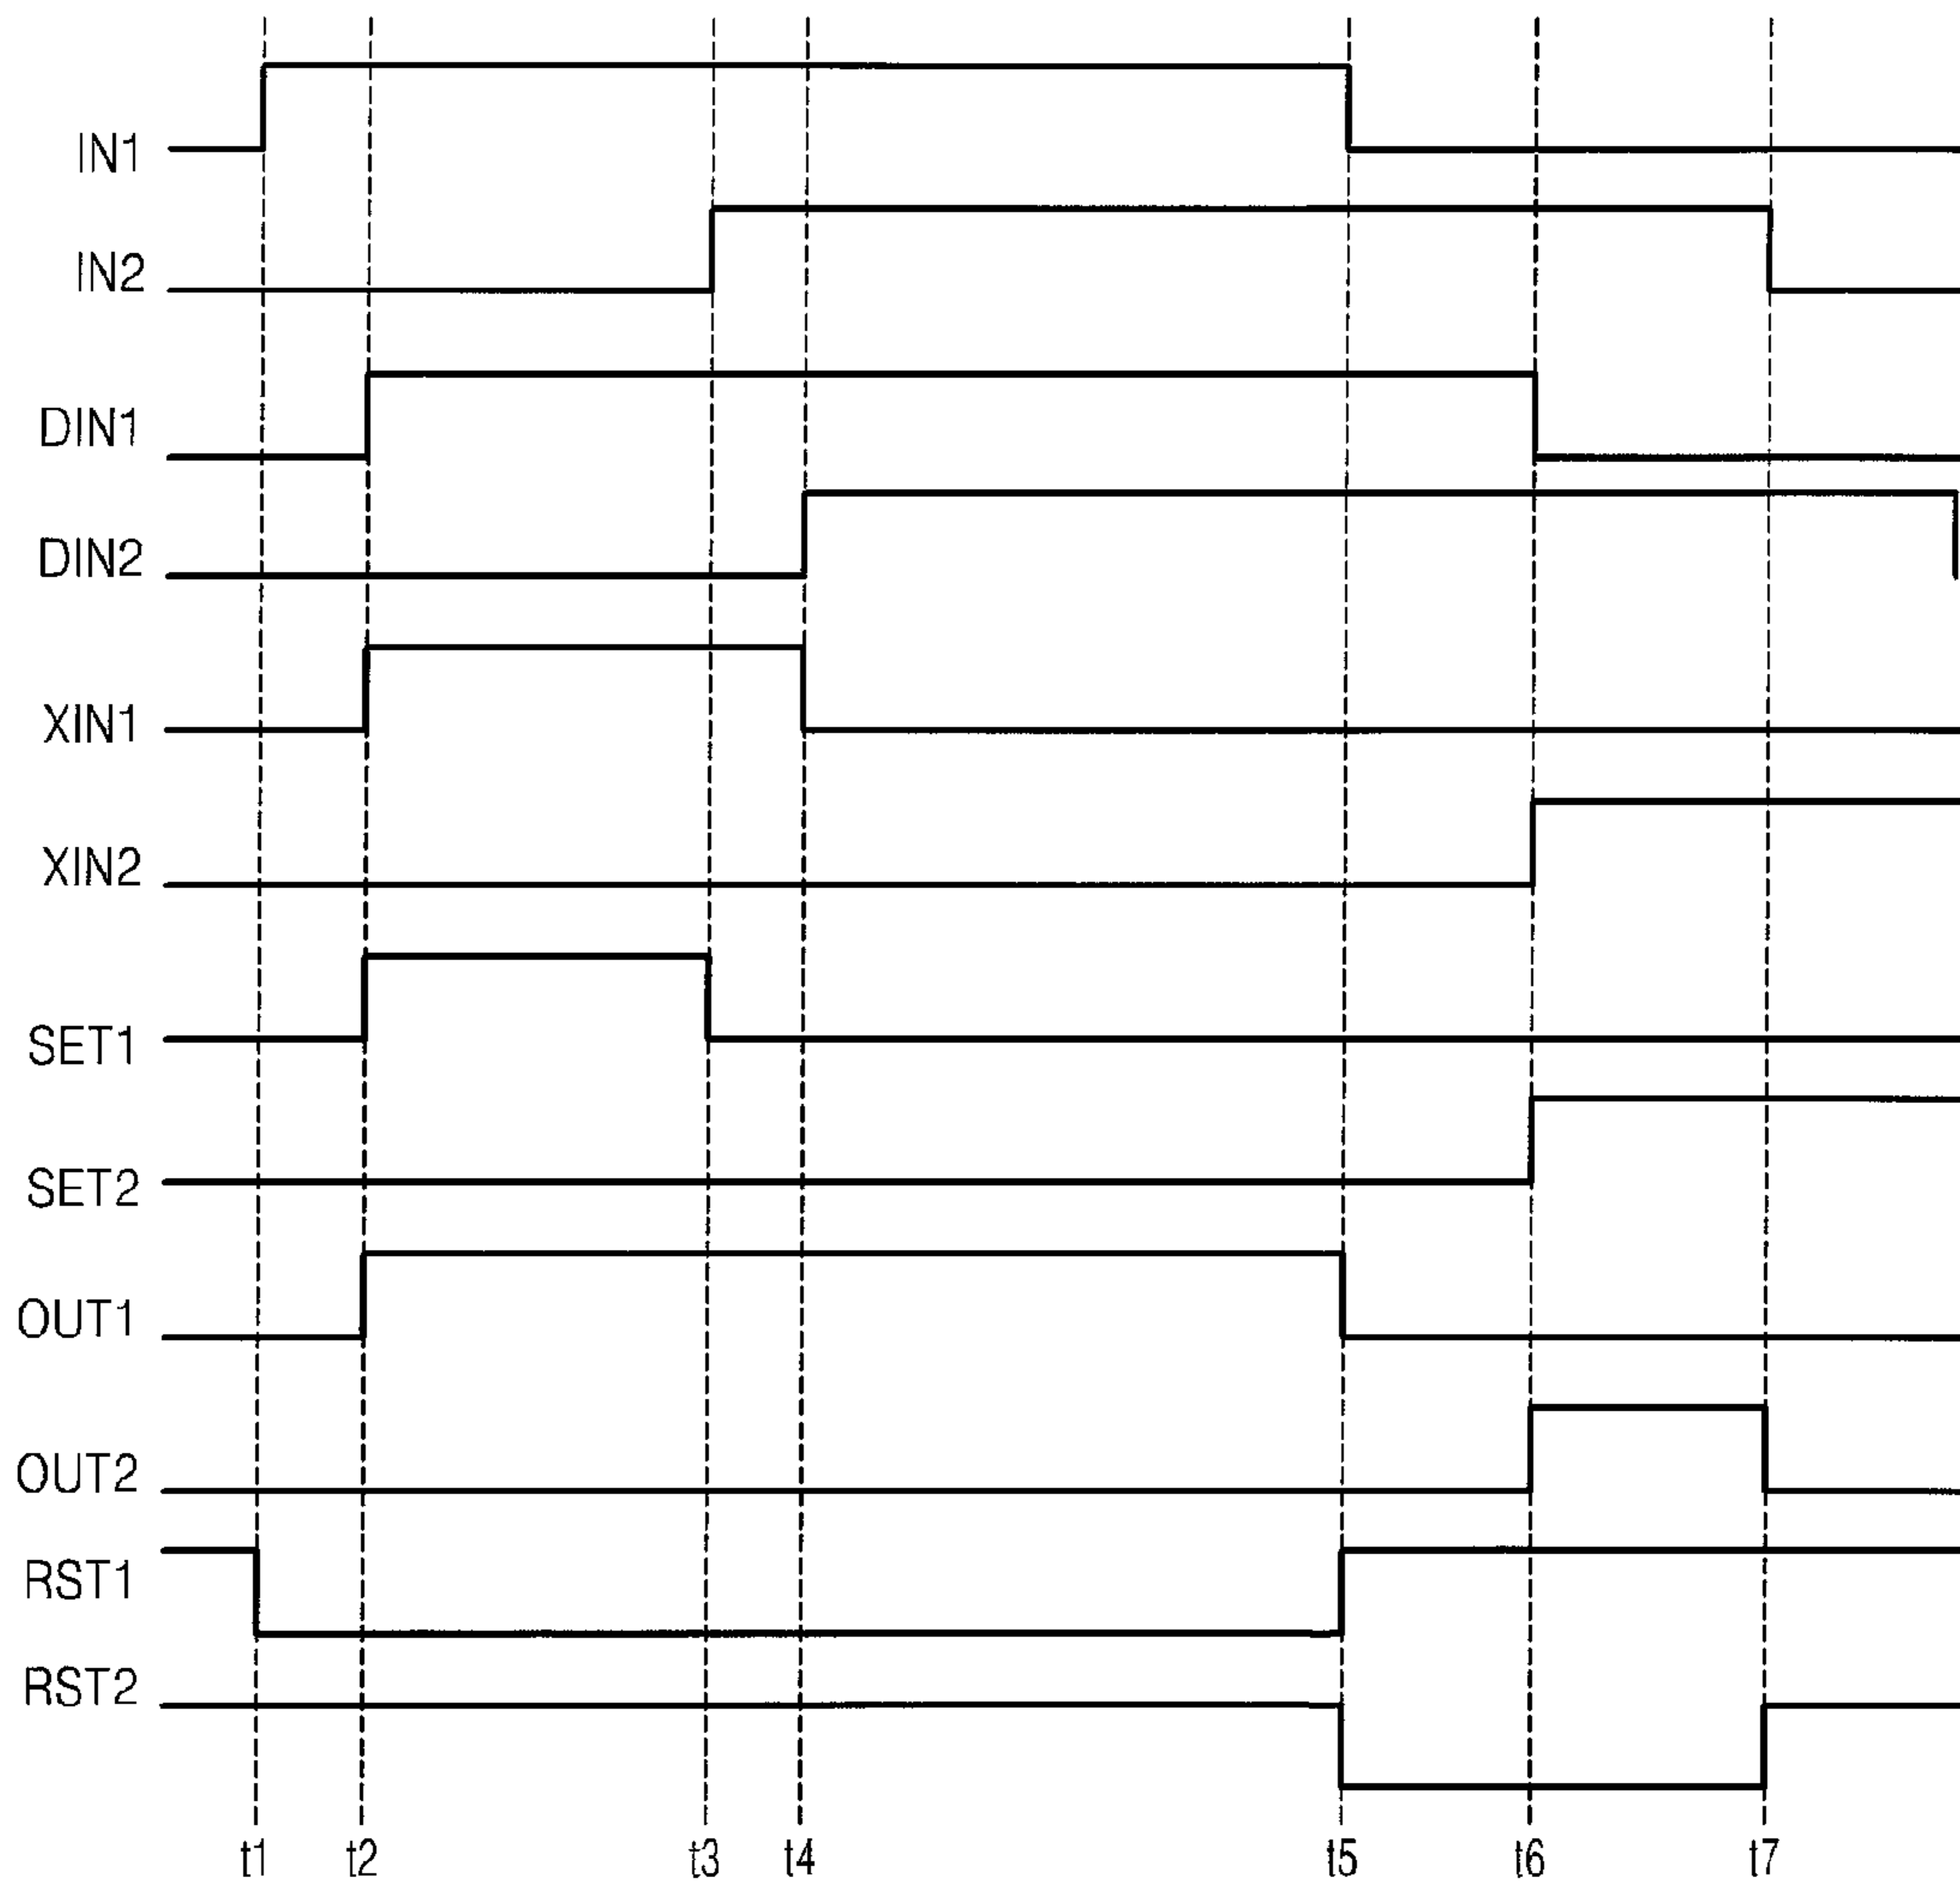 IN1
IN2
DIN1
DIN2
XIN1
XIN2
SET1
SET2
OUT1
OUT2
RST1
RST2
t1 t2 t3 t4 t5 t6 t7